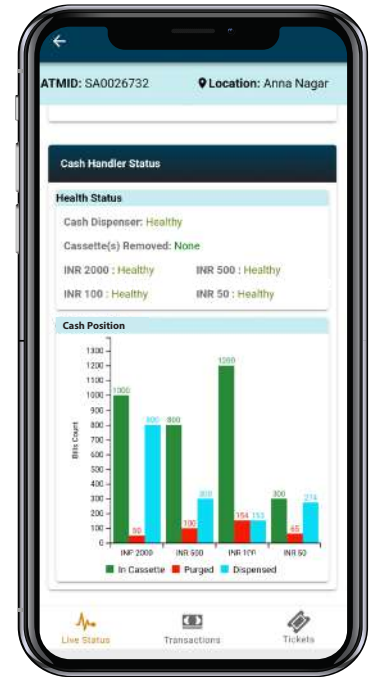 ATMID: SA0026732 Location: Anna Nagar
Cash Handler Status
Health Status
Cash Dispenser: Healthy
Cassette(s) Removed: None
INR 2000 : Healthy INR 500 : Healthy
INR 100 : Healthy INR 50 : Healthy
Cash Position
Bills Count
1300
1200
1100
1000
900
800
700
600
500
400
300
200
100
0
1000 800 1200 300
50 100 154 65
800 300 153 274
INR 2000 INR 500 INR 100 INR 50
In Cassette Purged Dispensed
Live Status Transactions Tickets